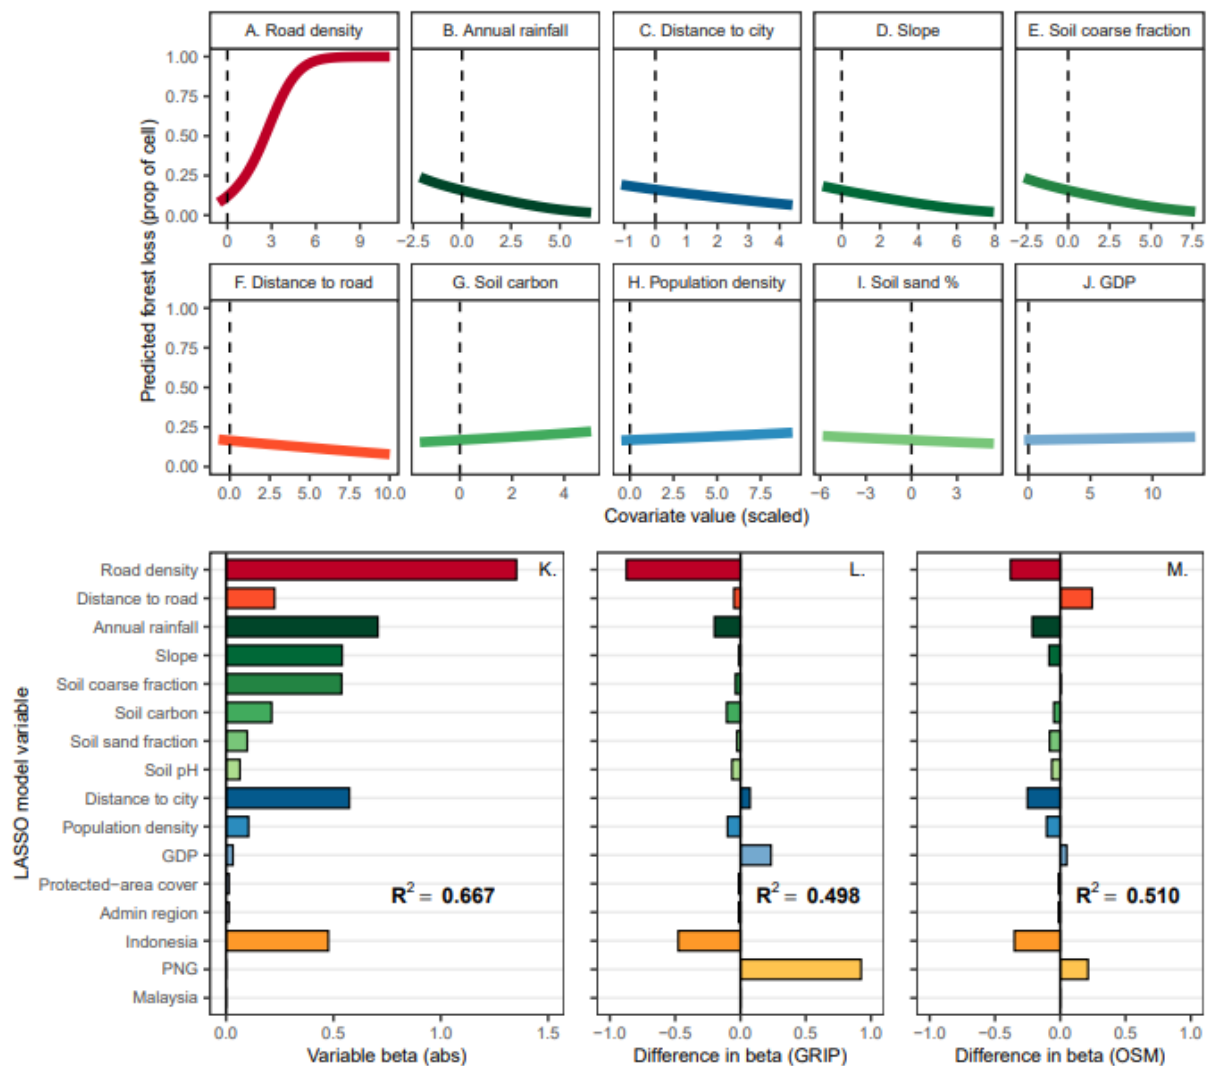 A. Road density
B. Annual rainfall
C. Distance to city
D. Slope
E. Soil coarse fraction
Predicted forest loss (prop of cell)
1.00
0.75
0.50
0.25
0.00
0 3 6 9
−2.5 0.0 2.5 5.0
−1 0 1 2 3 4
0 2 4 6 8
−2.5 0.0 2.5 5.0 7.5
F. Distance to road
G. Soil carbon
H. Population density
I. Soil sand %
J. GDP
1.00
0.75
0.50
0.25
0.00
0.0 2.5 5.0 7.5 10.0
0 2 4
0.0 2.5 5.0 7.5
−6 −3 0 3
0 5 10
Covariate value (scaled)
LASSO model variable
Road density
Distance to road
Annual rainfall
Slope
Soil coarse fraction
Soil carbon
Soil sand fraction
Soil pH
Distance to city
Population density
GDP
Protected−area cover
Admin region
Indonesia
PNG
Malaysia
K.
R² = 0.667
0.0 0.5 1.0 1.5
Variable beta (abs)
L.
R² = 0.498
−1.0 −0.5 0.0 0.5 1.0
Difference in beta (GRIP)
M.
R² = 0.510
−1.0 −0.5 0.0 0.5 1.0
Difference in beta (OSM)